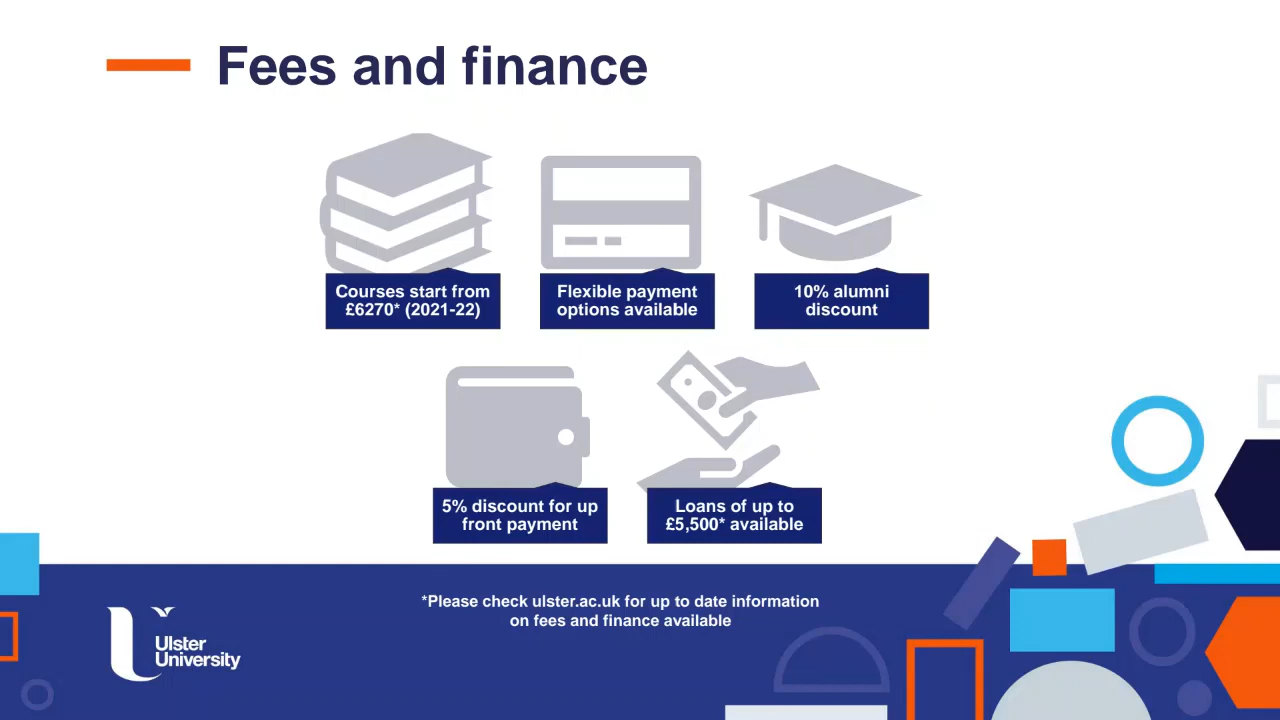 Fees and finance
Courses start from
£6270* (2021-22)
Flexible payment
options available
10% alumni
discount
5% discount for up
front payment
Loans of up to
£5,500* available
*Please check ulster.ac.uk for up to date information
on fees and finance available
Ulster
University